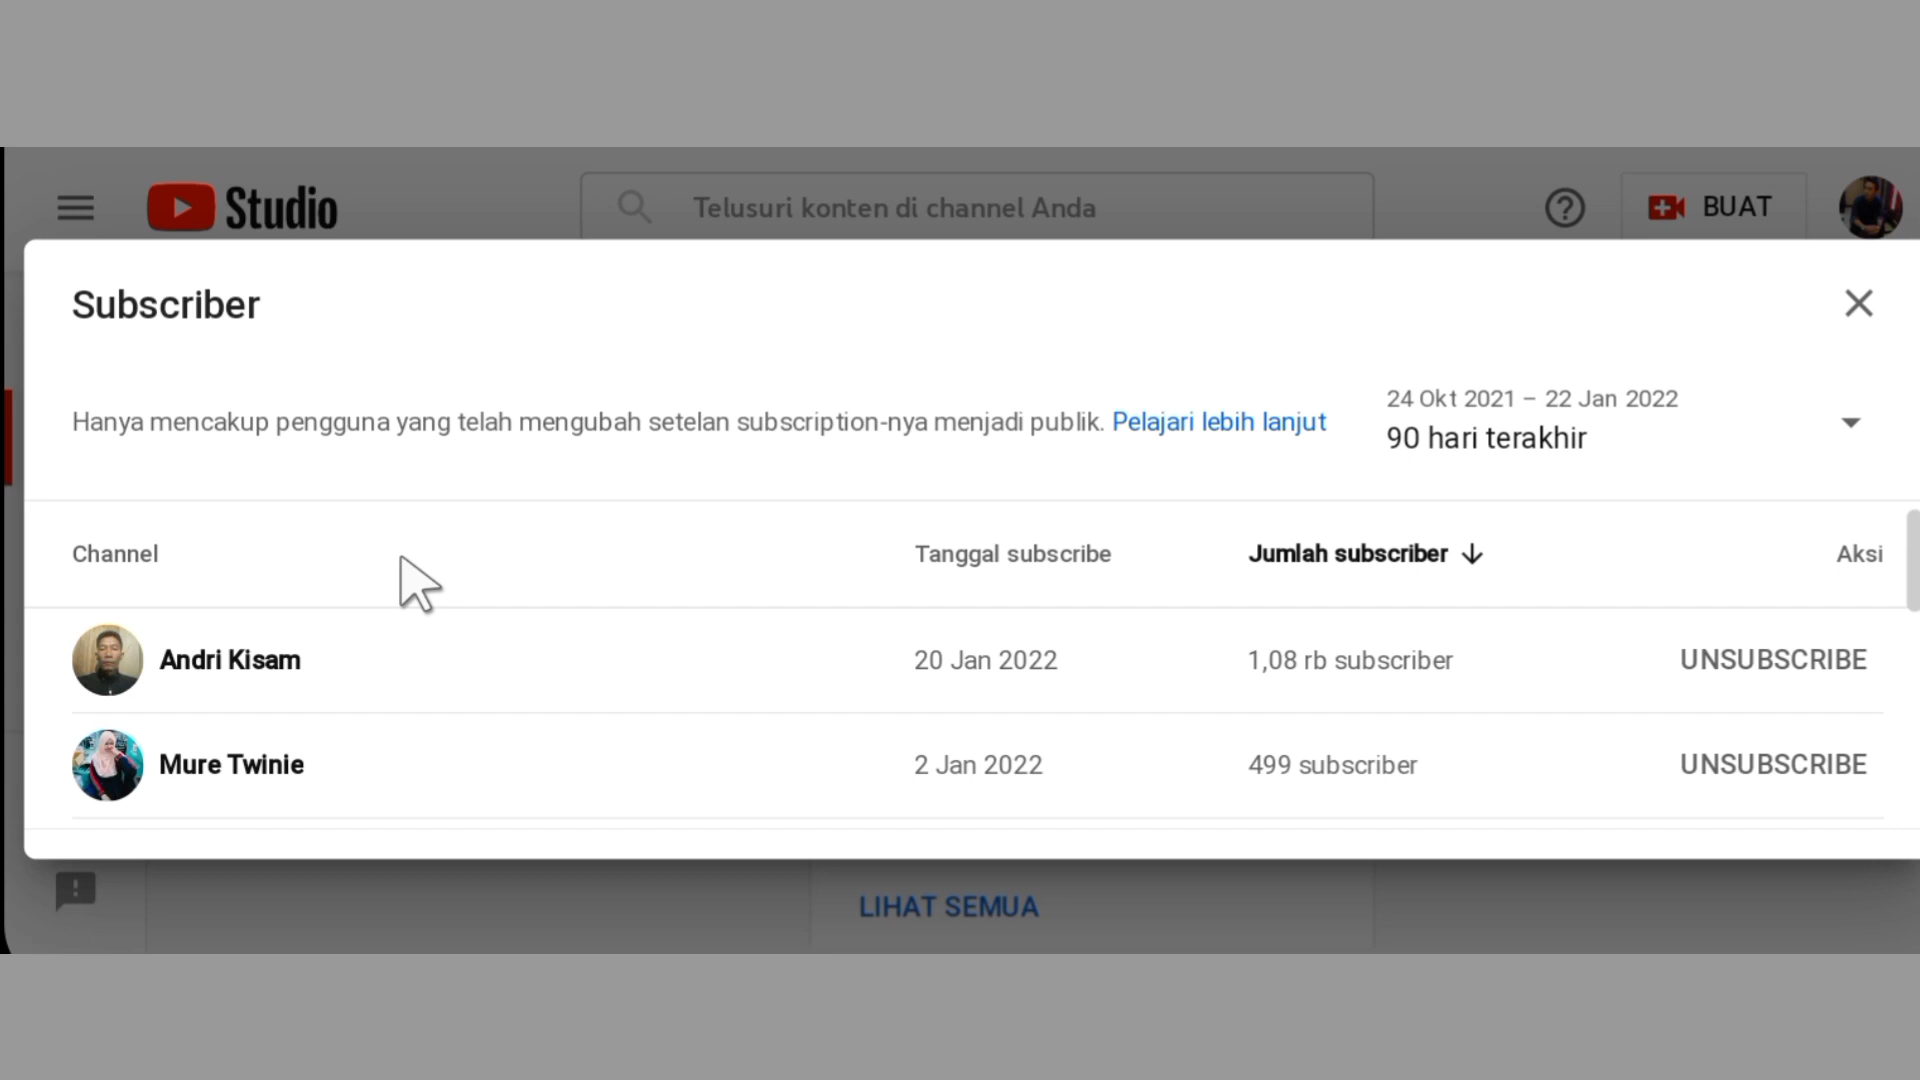 Studio
Telusuri konten di channel Anda
BUAT
Subscriber
Hanya mencakup pengguna yang telah mengubah setelan subscription-nya menjadi publik. Pelajari lebih lanjut
24 Okt 2021 – 22 Jan 2022
90 hari terakhir
Channel Tanggal subscribe Jumlah subscriber Aksi
Andri Kisam 20 Jan 2022 1,08 rb subscriber UNSUBSCRIBE
Mure Twinie 2 Jan 2022 499 subscriber UNSUBSCRIBE
LIHAT SEMUA